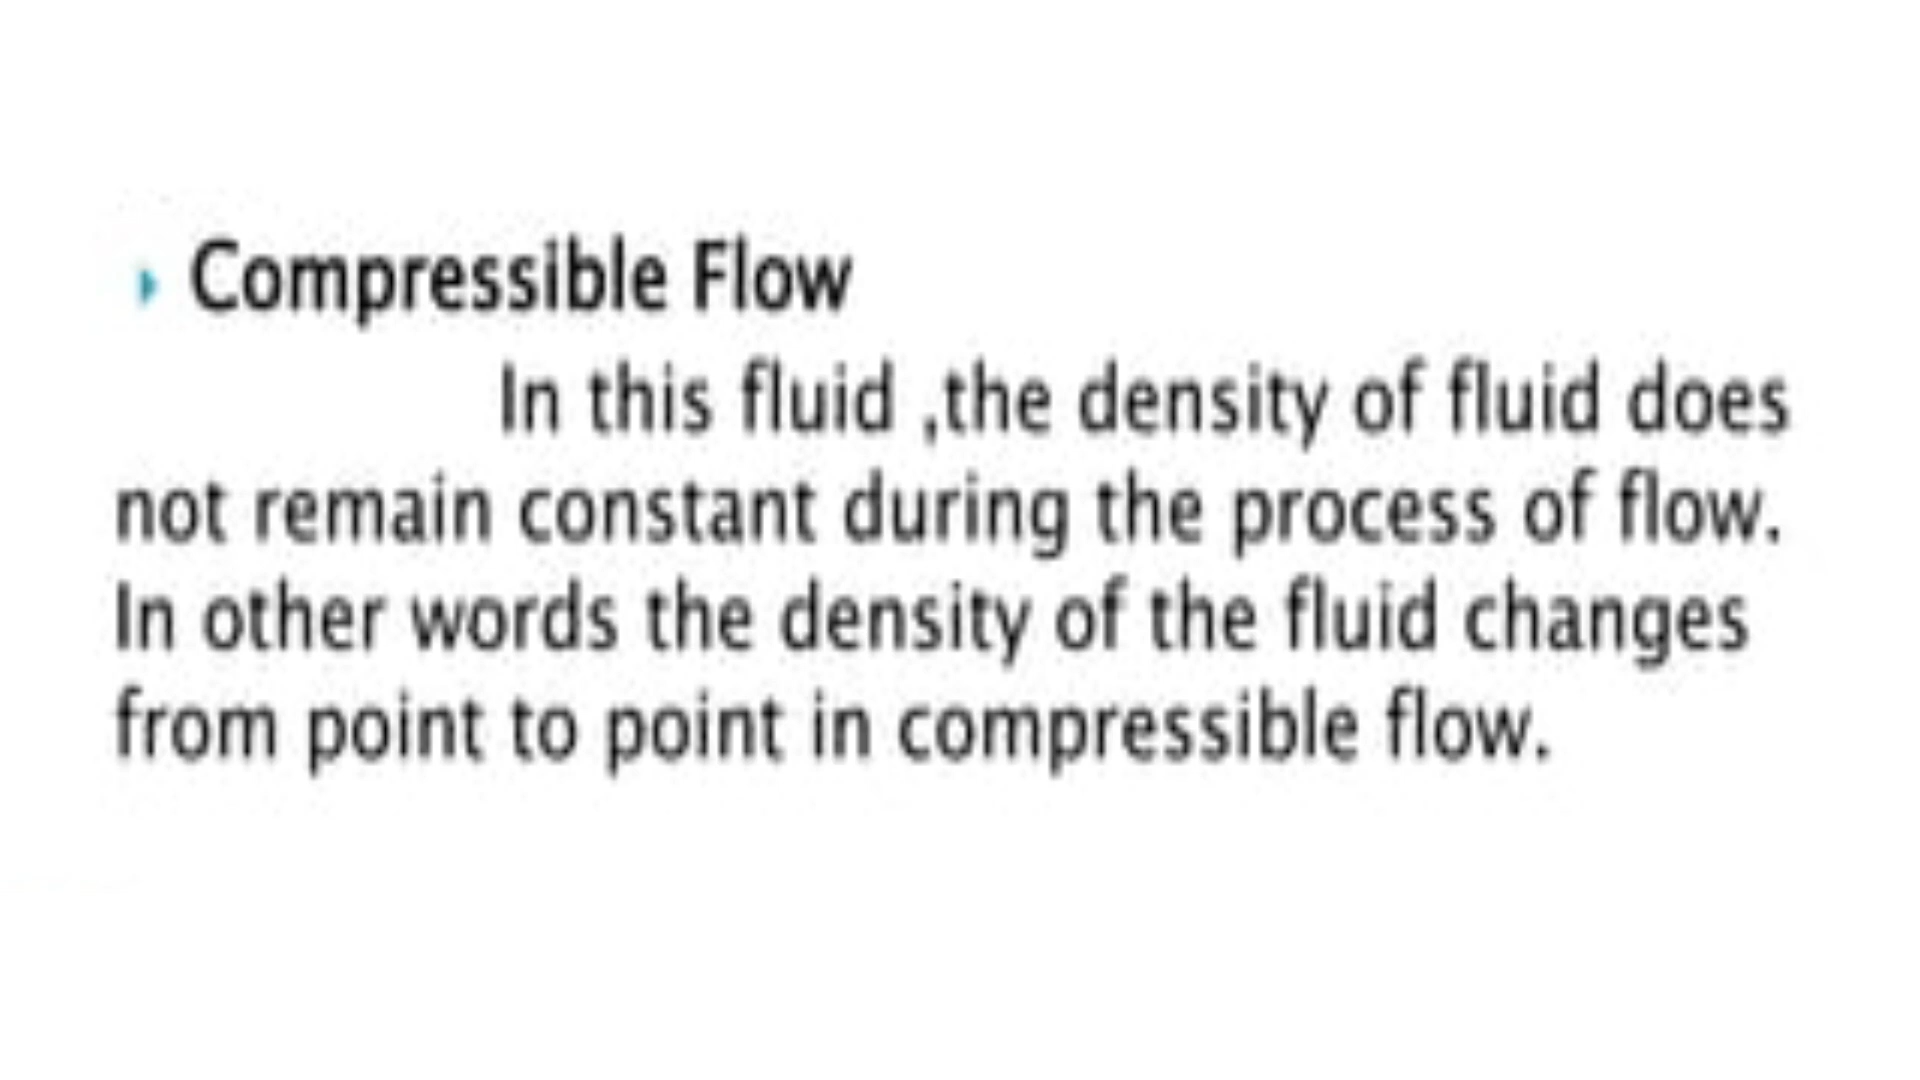 Compressible Flow
In this fluid ,the density of fluid does
not remain constant during the process of flow.
In other words the density of the fluid changes
from point to point in compressible flow.